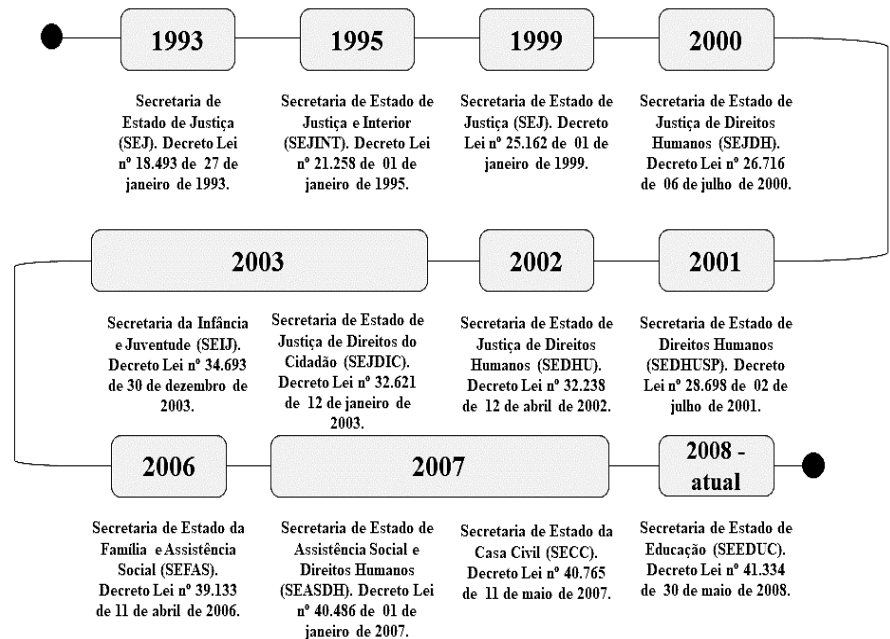 1993
1995
1999
2000
Secretaria de
Estado de Justiça
(SEJ). Decreto Lei
nº 18.493 de 27 de
janeiro de 1993.
Secretaria de Estado de
Justiça e Interior
(SEJINT). Decreto Lei
nº 21.258 de 01 de
janeiro de 1995.
Secretaria de Estado de
Justiça (SEJ). Decreto
Lei nº 25.162 de 01 de
janeiro de 1999.
Secretaria de Estado de
Justiça de Direitos
Humanos (SEJDH).
Decreto Lei nº 26.716
de 06 de julho de 2000.
2001
2002
2003
Secretaria de Estado de
Direitos Humanos
(SEDHUSP). Decreto
Lei nº 28.698 de 02 de
julho de 2001.
Secretaria de Estado de
Justiça de Direitos
Humanos (SEDHU).
Decreto Lei nº 32.238
de 12 de abril de 2002.
Secretaria de Estado de
Justiça de Direitos do
Cidadão (SEJDIC).
Decreto Lei nº 32.621
de 12 de janeiro de
2003.
Secretaria da Infância
e Juventude (SEIJ).
Decreto Lei nº 34.693
de 30 de dezembro de
2003.
2006
2007
2008 -
atual
Secretaria de Estado da
Família e Assistência
Social (SEFAS).
Decreto Lei nº 39.133
de 11 de abril de 2006.
Secretaria de Estado de
Assistência Social e
Direitos Humanos
(SEASDH). Decreto Lei
nº 40.486 de 01 de
janeiro de 2007.
Secretaria de Estado da
Casa Civil (SECC).
Decreto Lei nº 40.765
de 11 de maio de 2007.
Secretaria de Estado de
Educação (SEEDUC).
Decreto Lei nº 41.334
de 30 de maio de 2008.